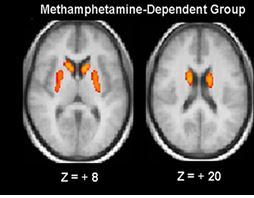 Methamphetamine-Dependent Group
Z = + 8
Z = + 20